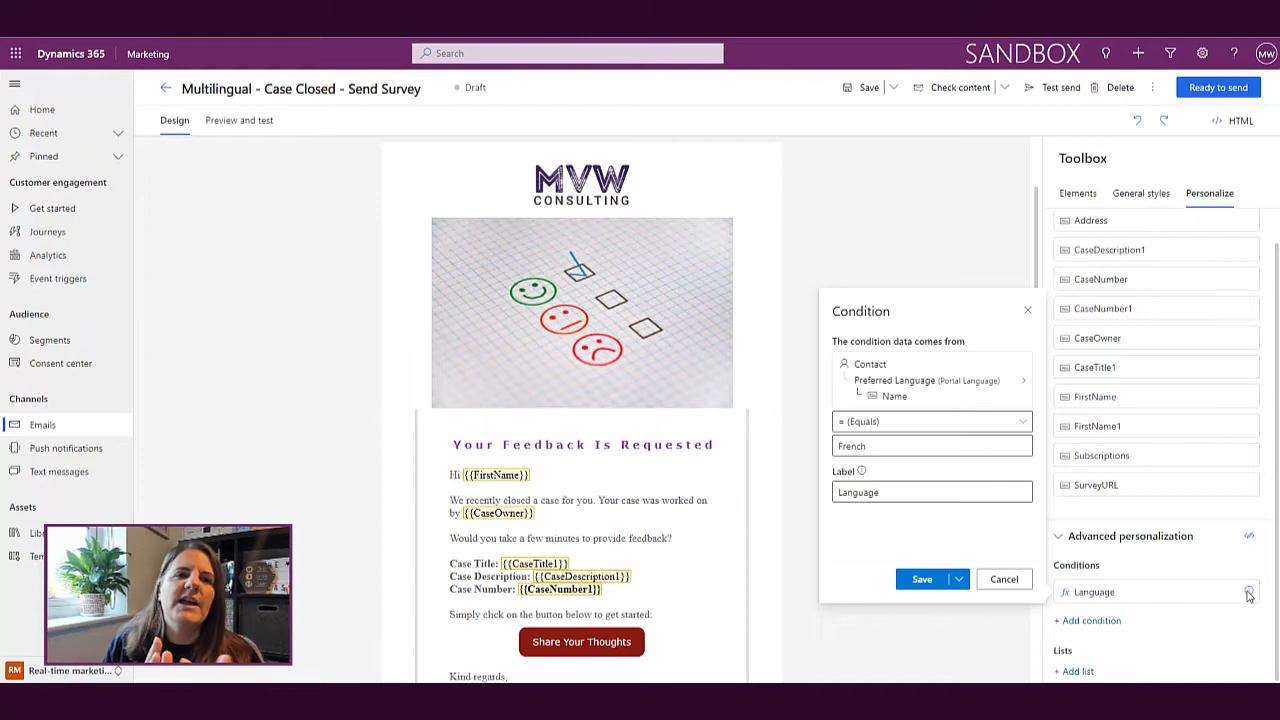 Dynamics 365
Marketing
Search
SANDBOX
MW
Multilingual - Case Closed - Send Survey
Draft
Save
Check content
Test send
Delete
Ready to send
Design
Preview and test
HTML
Home
Recent
Pinned
Customer engagement
Get started
Journeys
Analytics
Event triggers
Audience
Segments
Consent center
Channels
Emails
Push notifications
Text messages
Assets
RM
Real-time marketi...
MVW
CONSULTING
Your Feedback Is Requested
Hi {{FirstName}}
We recently closed a case for you. Your case was worked on
by {{CaseOwner}}
Would you take a few minutes to provide feedback?
Case Title: {{CaseTitle1}}
Case Description: {{CaseDescription1}}
Case Number: {{CaseNumber1}}
Simply click on the button below to get started:
Share Your Thoughts
Kind regards,
Condition
The condition data comes from
Contact
Preferred Language (Portal Language)
Name
= (Equals)
French
Label
Language
Save
Cancel
Toolbox
Elements
General styles
Personalize
Address
CaseDescription1
CaseNumber
CaseNumber1
CaseOwner
CaseTitle1
FirstName
FirstName1
Subscriptions
SurveyURL
Advanced personalization
Conditions
fx Language
+ Add condition
Lists
+ Add list